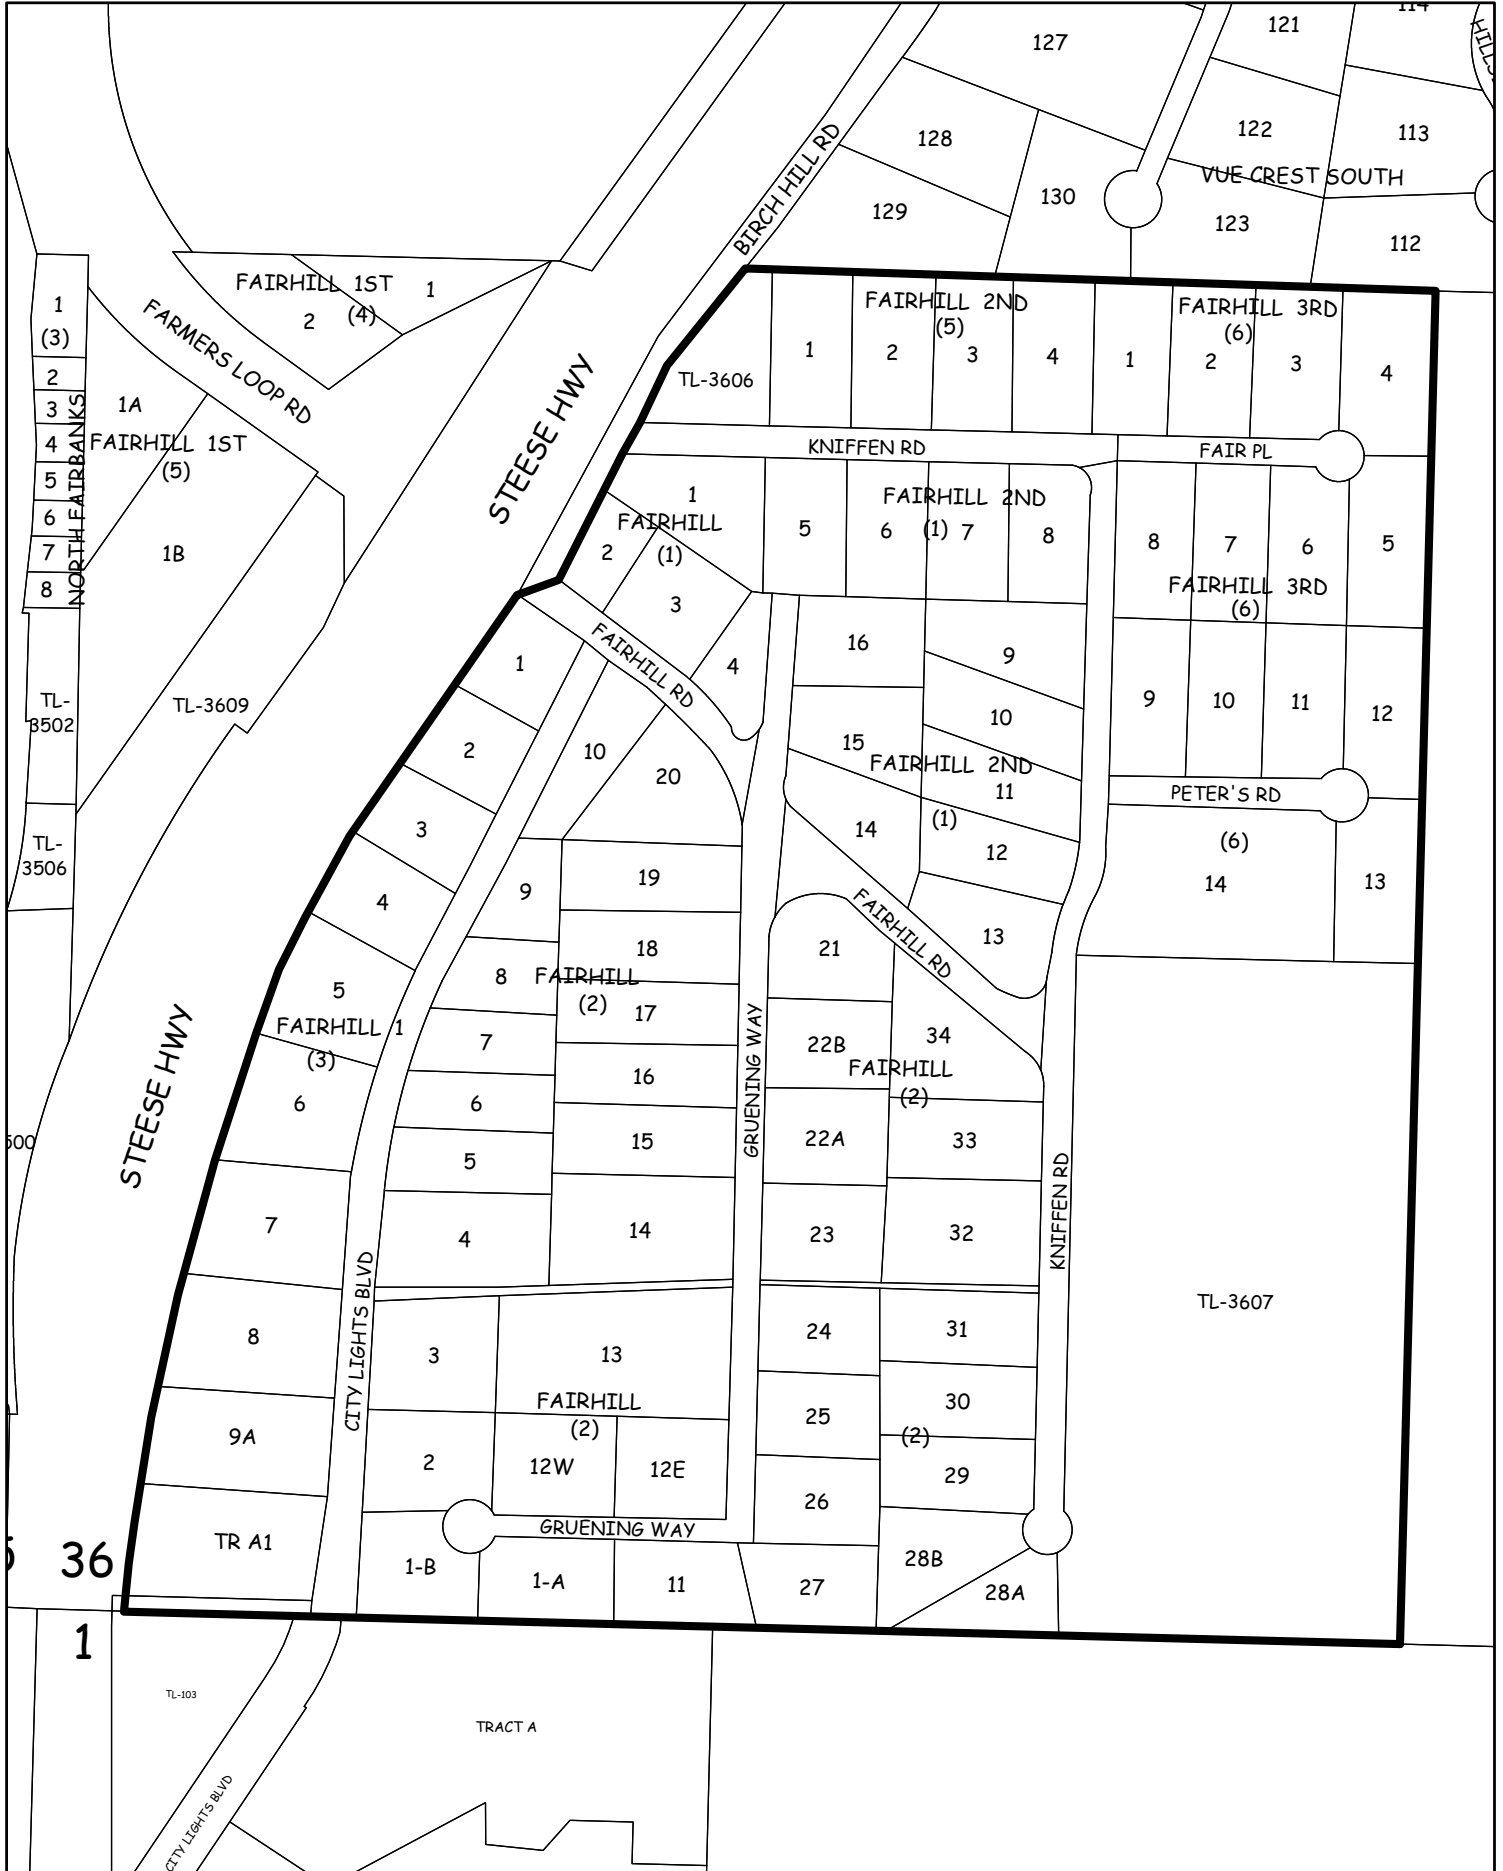 127
121
128
122
113
BIRCH HILL RD
VUE CREST SOUTH
130
129
123
112
FAIRHILL 1ST
1
(4)
2
1
(3)
FARMERS LOOP RD
FAIRHILL 2ND
(5)
FAIRHILL 3RD
(6)
1
2
3
4
1
2
3
4
TL-3606
STEESE HWY
2
3
4
5
6
7
8
NORTH FAIRBANKS
1A
FAIRHILL 1ST
(5)
1B
KNIFFEN RD
FAIR PL
1
FAIRHILL
(1)
2
3
4
FAIRHILL 2ND
(1)
5
6
7
8
8
7
6
5
FAIRHILL 3RD
(6)
FAIRHILL RD
16
9
10
15
FAIRHILL 2ND
11
(1)
14
12
13
9
10
11
12
PETER'S RD
(6)
14
13
TL-
3502
TL-3609
TL-
3506
1
2
3
4
5
FAIRHILL 1
(3)
6
7
8
9A
TR A1
STEESE HWY
10
20
9
19
18
8
FAIRHILL
(2)
17
7
16
6
15
5
14
4
GRUENING WAY
FAIRHILL RD
21
34
22B
FAIRHILL
(2)
22A
33
23
32
KNIFFEN RD
TL-3607
CITY LIGHTS BLVD
3
13
FAIRHILL
(2)
2
12W
12E
24
31
25
30
(2)
29
26
GRUENING WAY
1-B
1-A
11
27
28B
28A
36
1
TL-103
TRACT A
CITY LIGHTS BLVD